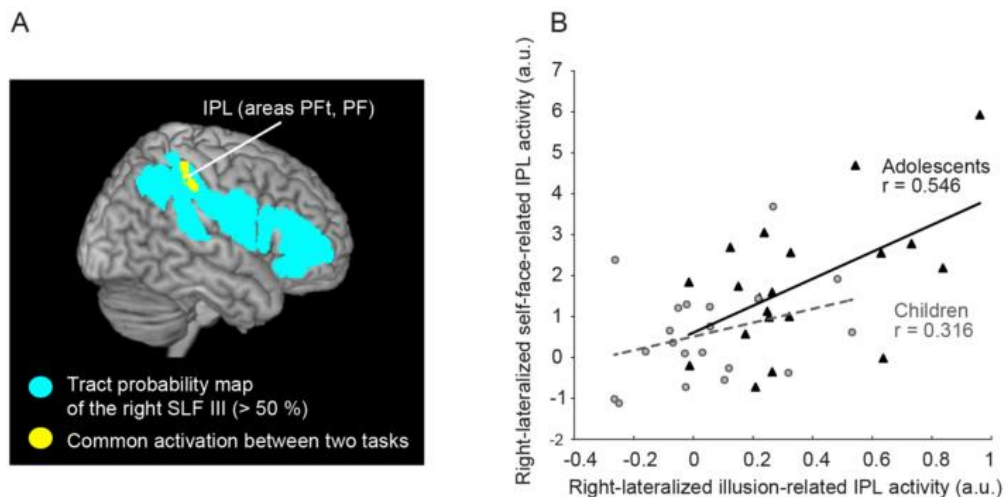 A
IPL (areas PFt, PF)
Tract probability map
of the right SLF III (> 50 %)
Common activation between two tasks
B
Right-lateralized self-face-related IPL activity (a.u.)
7
6
5
4
3
2
1
0
-1
-2
Adolescents
r = 0.546
Children
r = 0.316
-0.4 -0.2 0 0.2 0.4 0.6 0.8 1
Right-lateralized illusion-related IPL activity (a.u.)